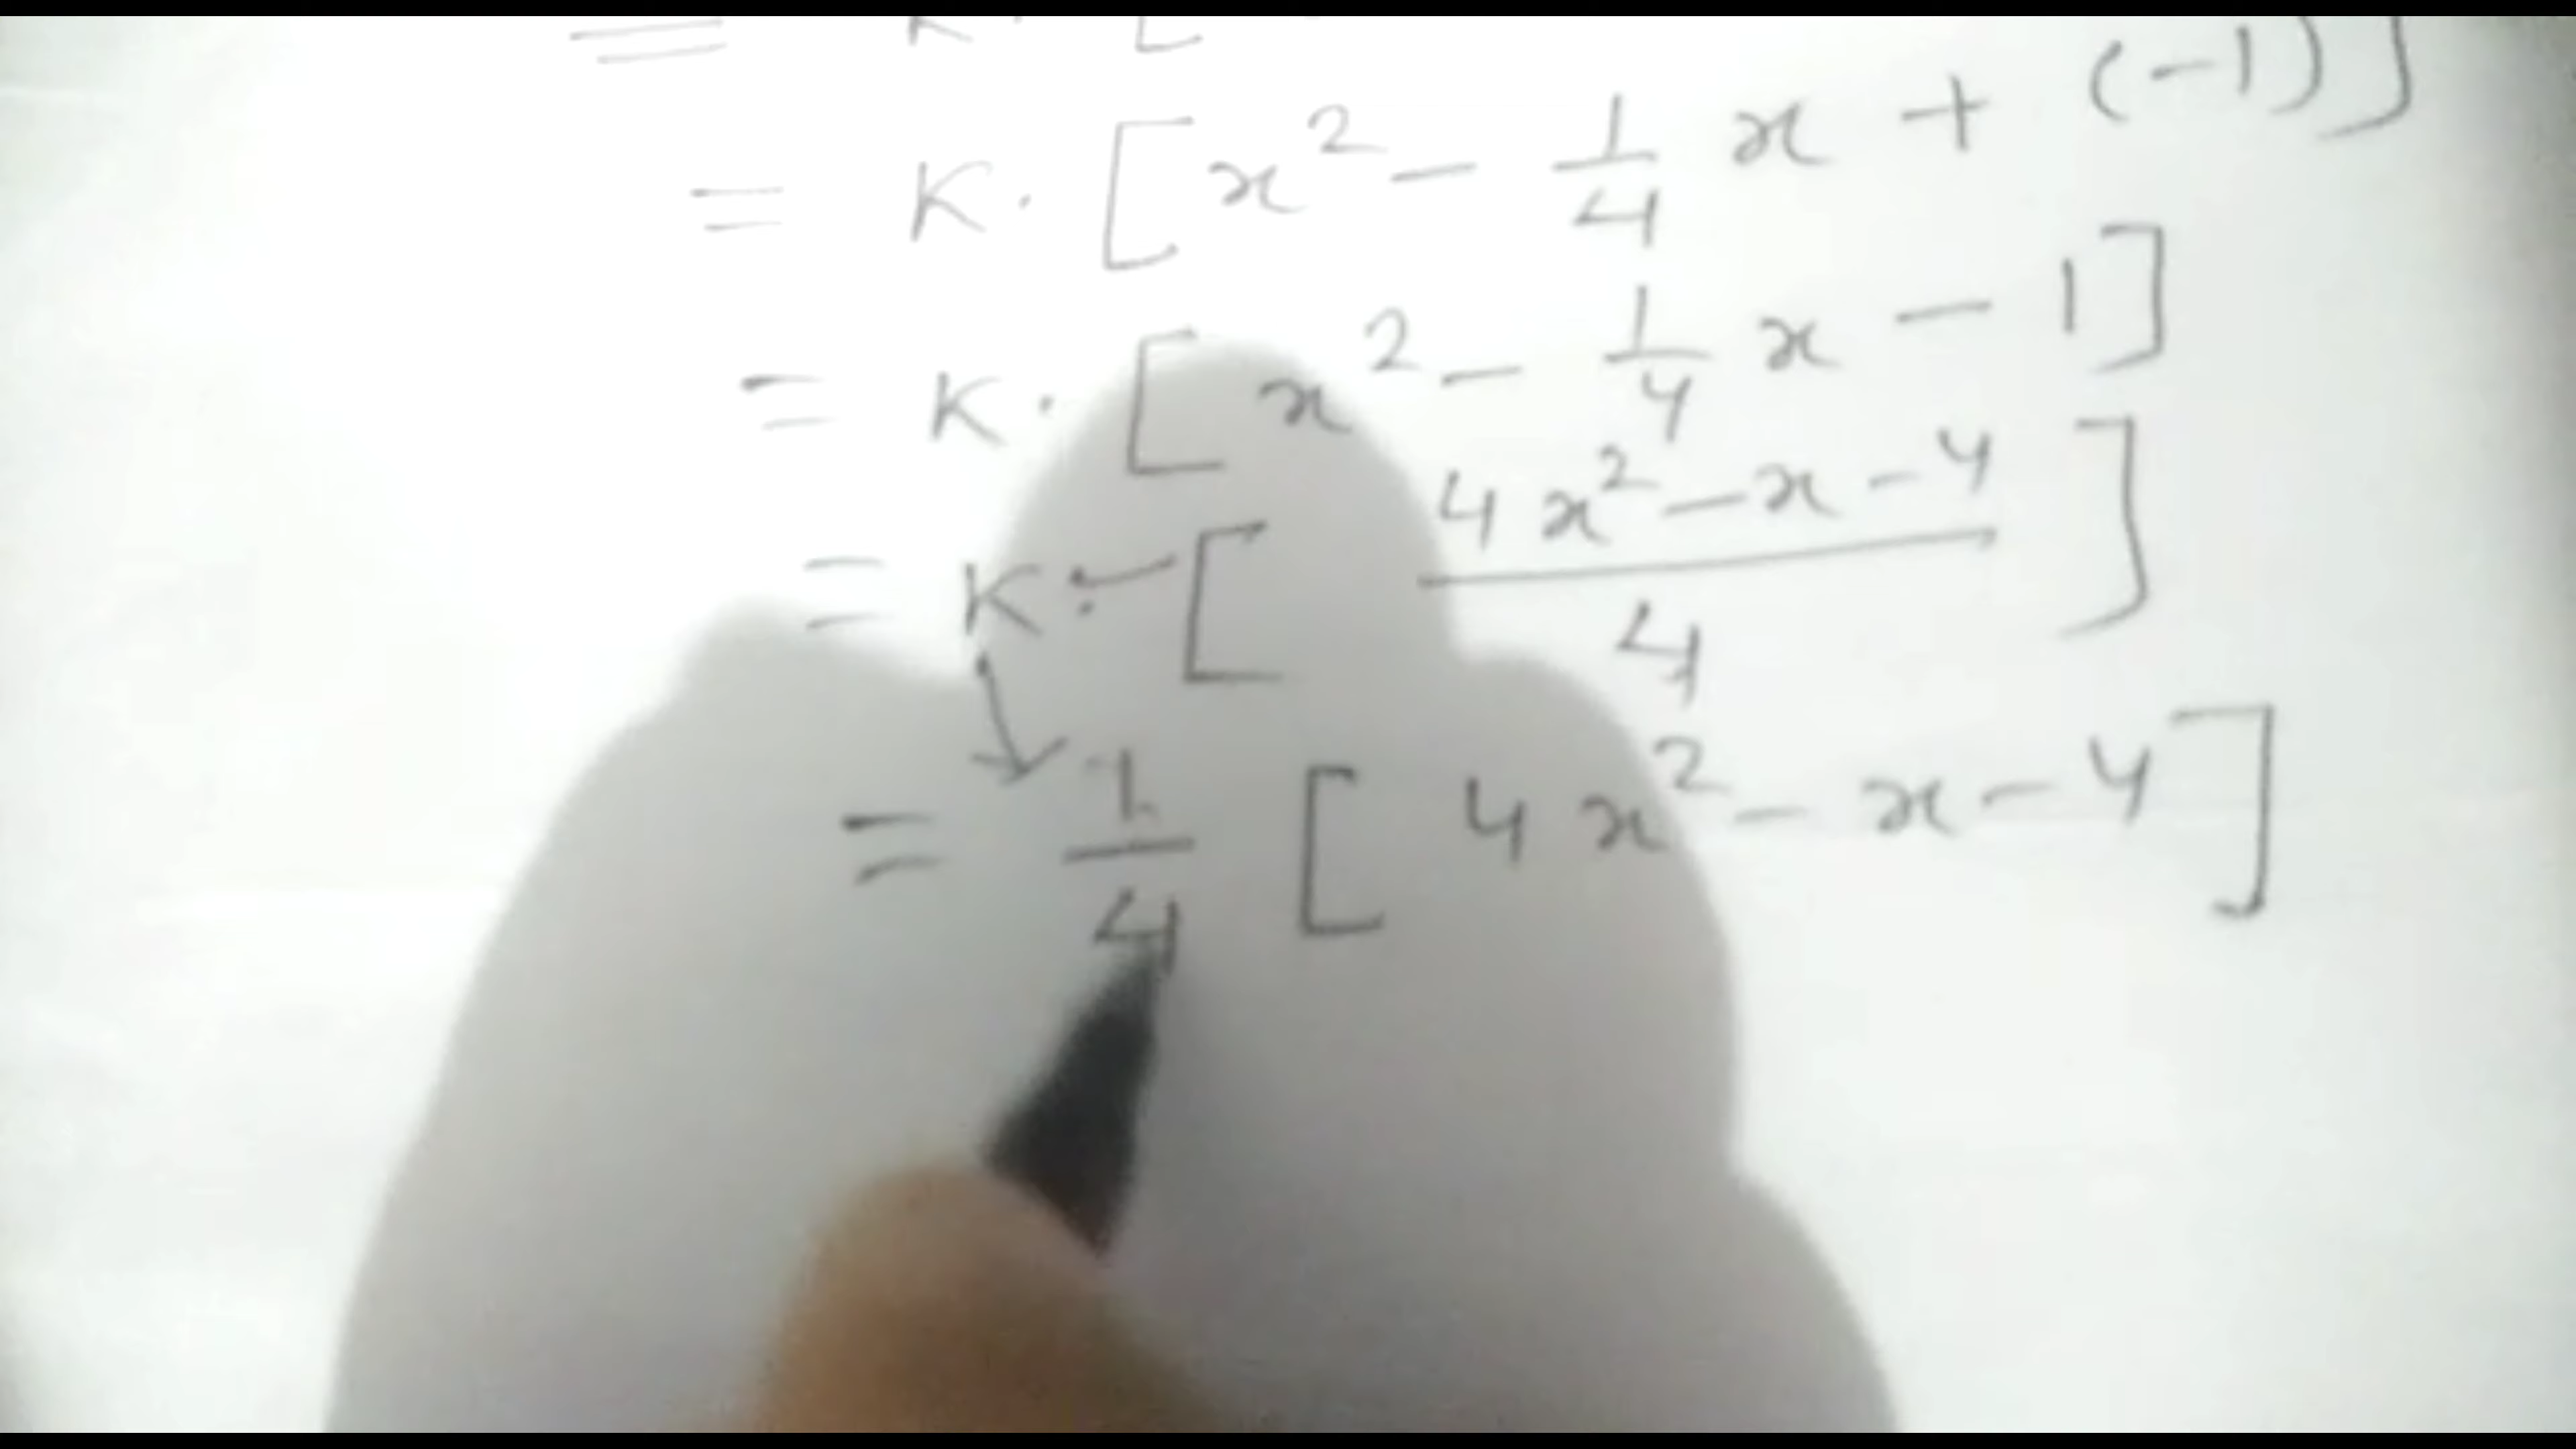 = K · [
= K · [x² - 1/4 x + (-1)]
= K · [x² - 1/4 x - 1]
= K · [(4x² - x - 4)/4]
= 1/4 [4x² - x - 4]